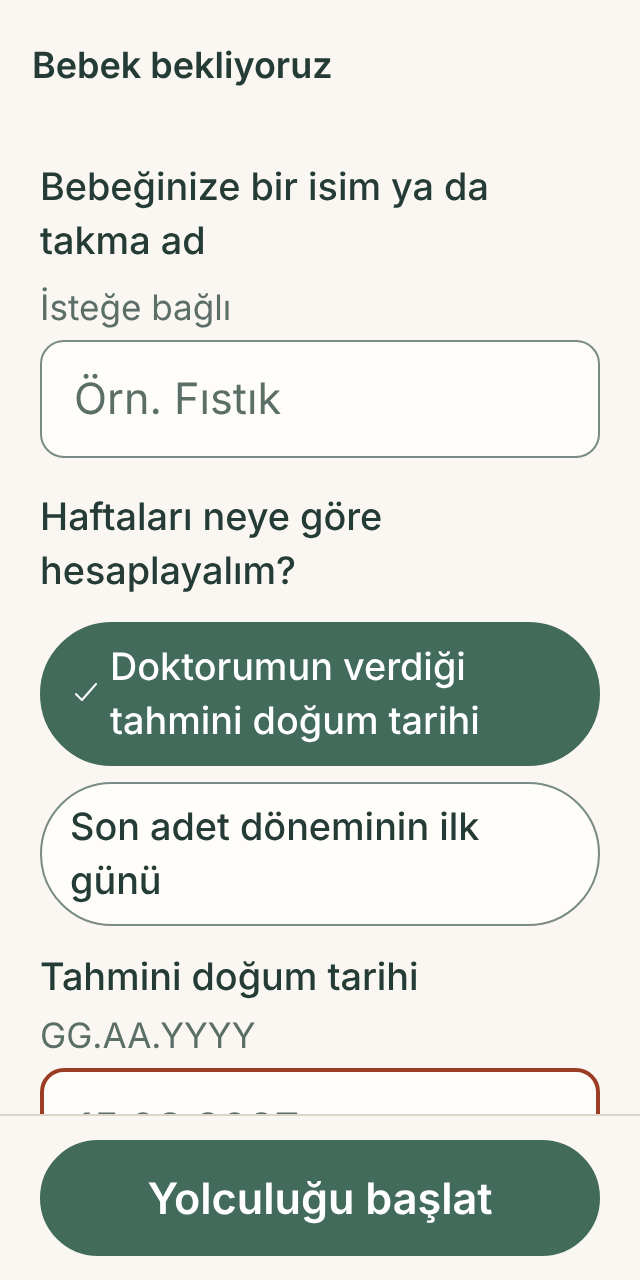 Bebek bekliyoruz
Bebeğinize bir isim ya da
takma ad
İsteğe bağlı
Örn. Fıstık
Haftaları neye göre
hesaplayalım?
Doktorumun verdiği
tahmini doğum tarihi
Son adet döneminin ilk
günü
Tahmini doğum tarihi
GG.AA.YYYY
Yolculuğu başlat